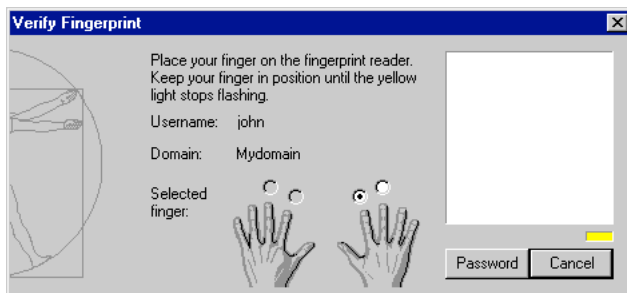 Verify Fingerprint
Place your finger on the fingerprint reader.
Keep your finger in position until the yellow
light stops flashing.
Username: john
Domain: Mydomain
Selected
finger:
Password Cancel